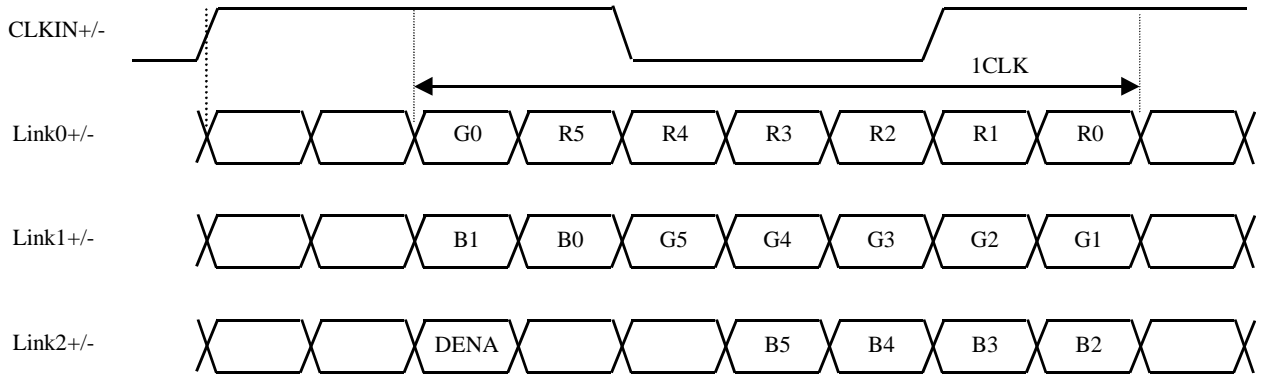 CLKIN+/-
1CLK
Link0+/- G0 R5 R4 R3 R2 R1 R0
Link1+/- B1 B0 G5 G4 G3 G2 G1
Link2+/- DENA B5 B4 B3 B2